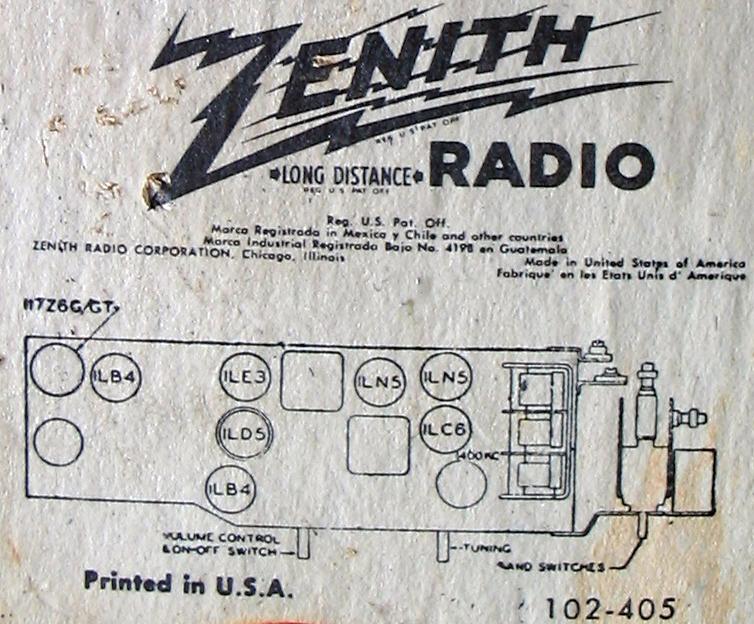 ZENITH
REG. U.S. PAT. OFF.
LONG DISTANCE RADIO
REG. U.S. PAT. OFF.
Reg. U.S. Pat. Off.
Marca Registrada in Mexico y Chile and other countries
Marca Industrial Registrada Bajo No. 4198 en Guatemala
ZENITH RADIO CORPORATION, Chicago, Illinois
Made in United States of America
Fabrique' en les Etats Unis d' Amerique
117Z6G/GT
1LB4
1LE3
1LN5
1LN5
1LD5
1LC6
1400 KC
1LB4
VOLUME CONTROL
& ON-OFF SWITCH
TUNING
BAND SWITCHES
Printed in U.S.A.
102-405